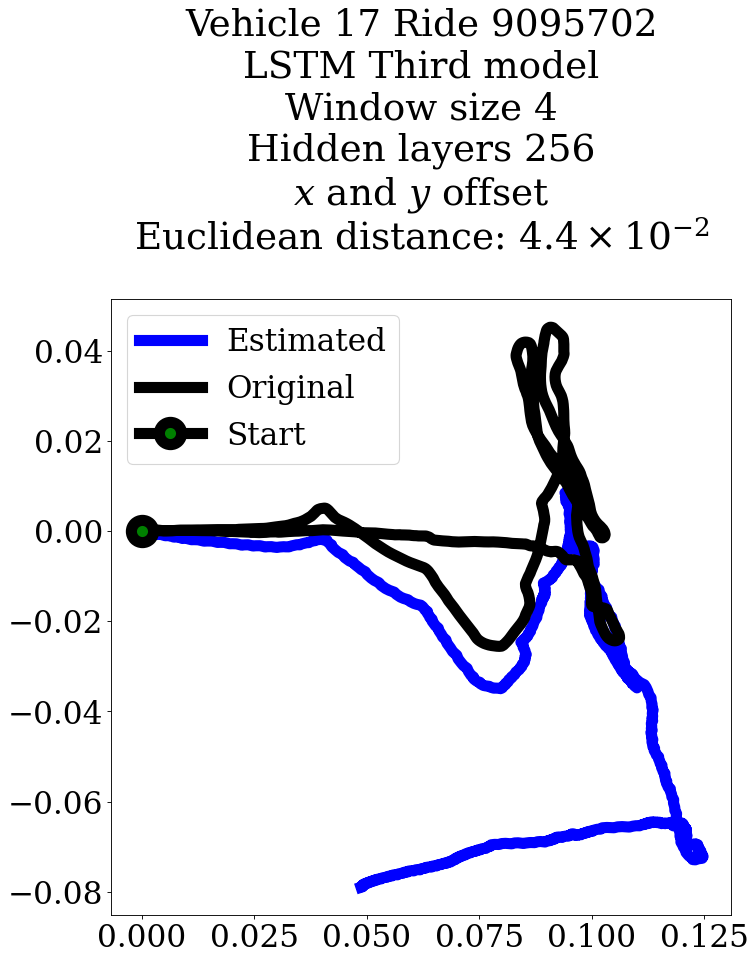 Vehicle 17 Ride 9095702
LSTM Third model
Window size 4
Hidden layers 256
x and y offset
Euclidean distance: 4.4 × 10⁻²
Estimated
Original
Start
0.04
0.02
0.00
−0.02
−0.04
−0.06
−0.08
0.000 0.025 0.050 0.075 0.100 0.125